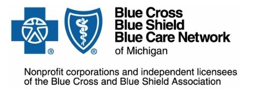 Blue Cross
Blue Shield
Blue Care Network
of Michigan
® ®
Nonprofit corporations and independent licensees
of the Blue Cross and Blue Shield Association